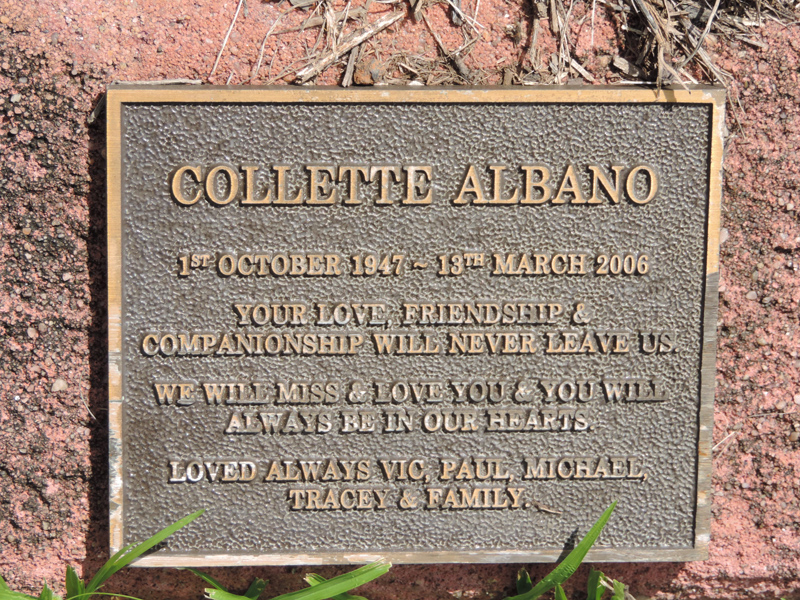 COLLETTE ALBANO
1ST OCTOBER 1947 ~ 13TH MARCH 2006
YOUR LOVE, FRIENDSHIP &
COMPANIONSHIP WILL NEVER LEAVE US.
WE WILL MISS & LOVE YOU & YOU WILL
ALWAYS BE IN OUR HEARTS.
LOVED ALWAYS VIC, PAUL, MICHAEL,
TRACEY & FAMILY.